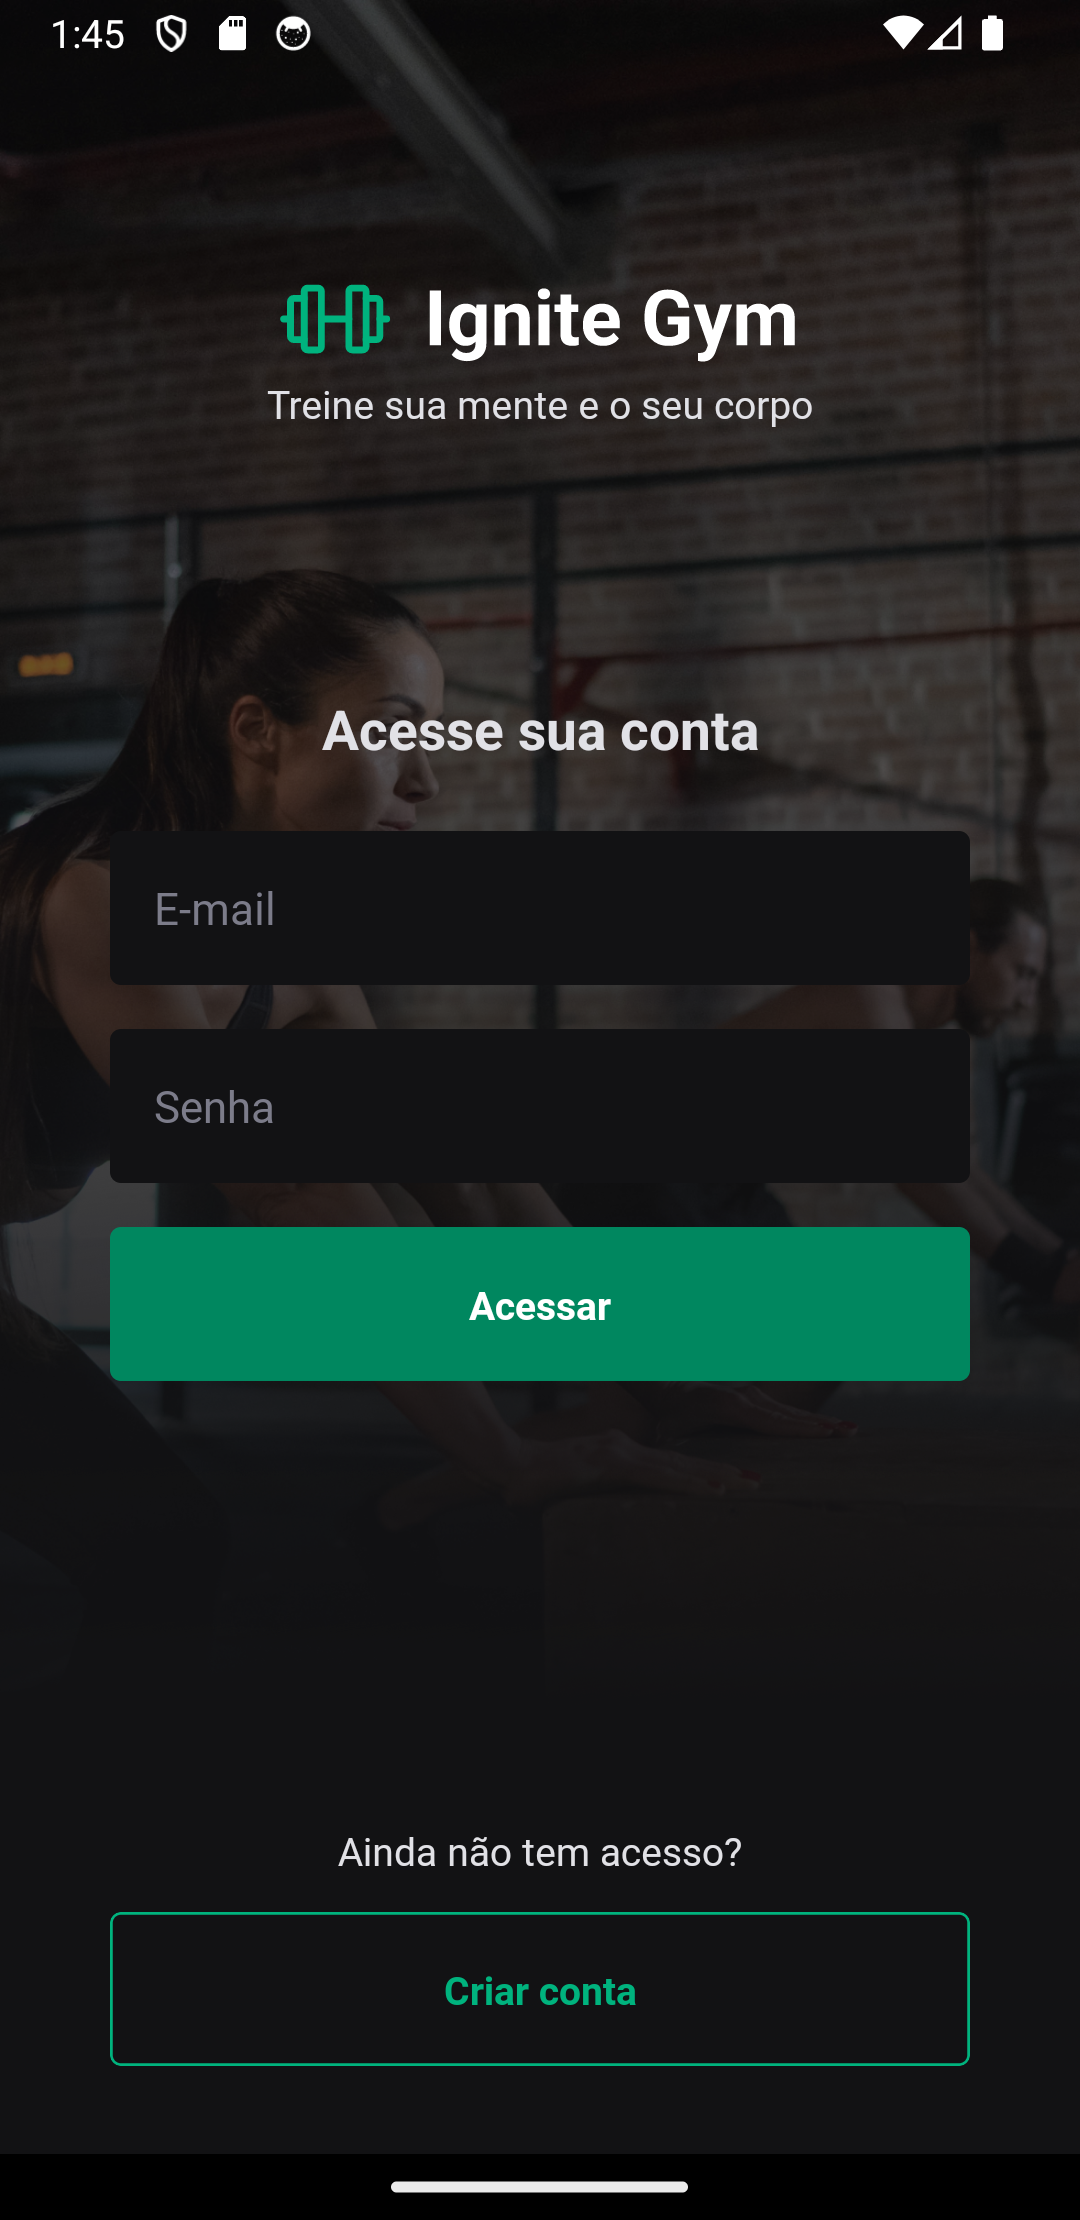 1:45
Ignite Gym
Treine sua mente e o seu corpo
Acesse sua conta
E-mail
Senha
Acessar
Ainda não tem acesso?
Criar conta